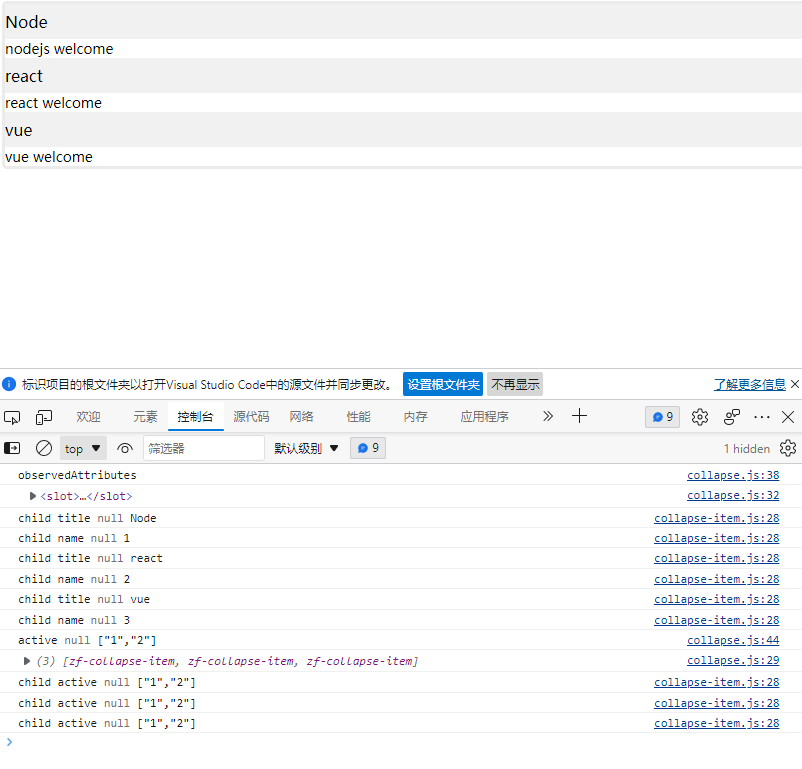 Node
nodejs welcome
react
react welcome
vue
vue welcome
标识项目的根文件夹以打开Visual Studio Code中的源文件并同步更改。 设置根文件夹 不再显示 了解更多信息
欢迎 元素 控制台 源代码 网络 性能 内存 应用程序 9
top 筛选器 默认级别 9 1 hidden
observedAttributes collapse.js:38
<slot>…</slot> collapse.js:32
child title null Node collapse-item.js:28
child name null 1 collapse-item.js:28
child title null react collapse-item.js:28
child name null 2 collapse-item.js:28
child title null vue collapse-item.js:28
child name null 3 collapse-item.js:28
active null ["1","2"] collapse.js:44
(3) [zf-collapse-item, zf-collapse-item, zf-collapse-item] collapse.js:29
child active null ["1","2"] collapse-item.js:28
child active null ["1","2"] collapse-item.js:28
child active null ["1","2"] collapse-item.js:28